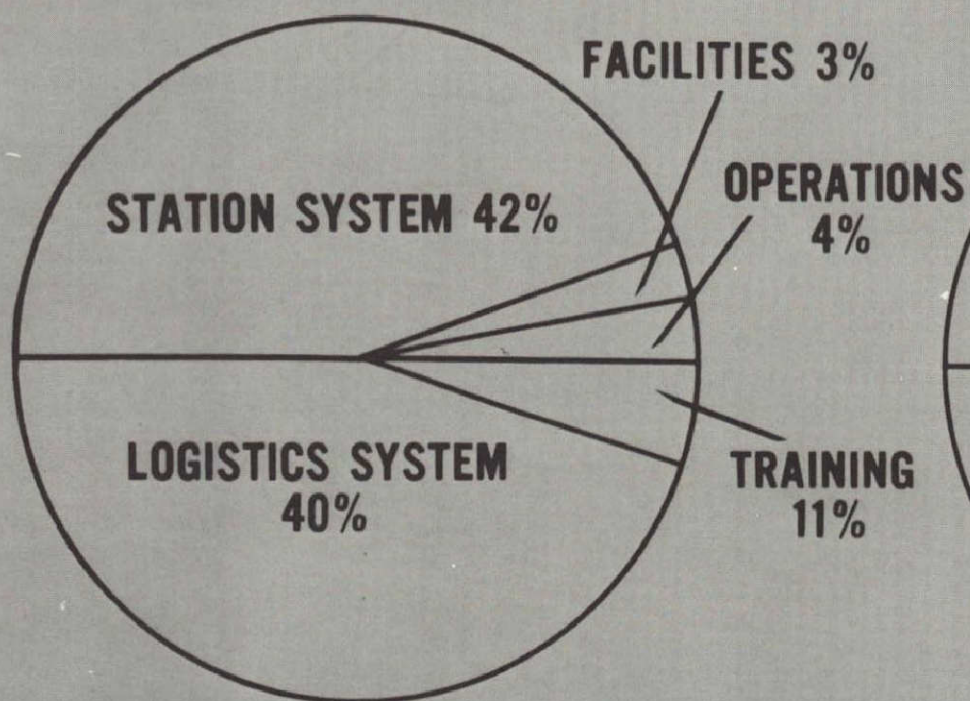 FACILITIES 3%
STATION SYSTEM 42%
OPERATIONS
4%
LOGISTICS SYSTEM
40%
TRAINING
11%